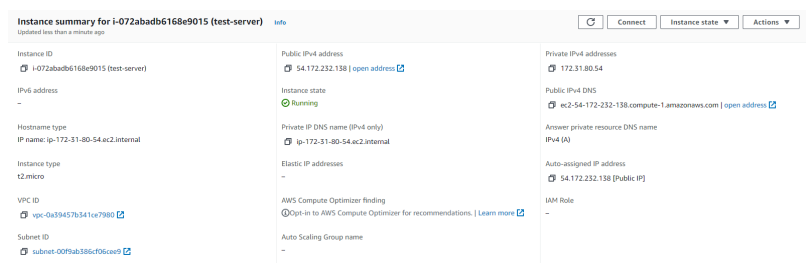 Instance summary for i-072abadb6168e9015 (test-server) Info
Updated less than a minute ago
Connect
Instance state
Actions
Instance ID
i-072abadb6168e9015 (test-server)
Public IPv4 address
54.172.232.138 | open address
Private IPv4 addresses
172.31.80.54
IPv6 address
–
Instance state
Running
Public IPv4 DNS
ec2-54-172-232-138.compute-1.amazonaws.com | open address
Hostname type
IP name: ip-172-31-80-54.ec2.internal
Private IP DNS name (IPv4 only)
ip-172-31-80-54.ec2.internal
Answer private resource DNS name
IPv4 (A)
Instance type
t2.micro
Elastic IP addresses
–
Auto-assigned IP address
54.172.232.138 [Public IP]
VPC ID
vpc-0a39457b341ce7980
AWS Compute Optimizer finding
Opt-in to AWS Compute Optimizer for recommendations. | Learn more
IAM Role
–
Subnet ID
subnet-00f9ab386cf06cee9
Auto Scaling Group name
–